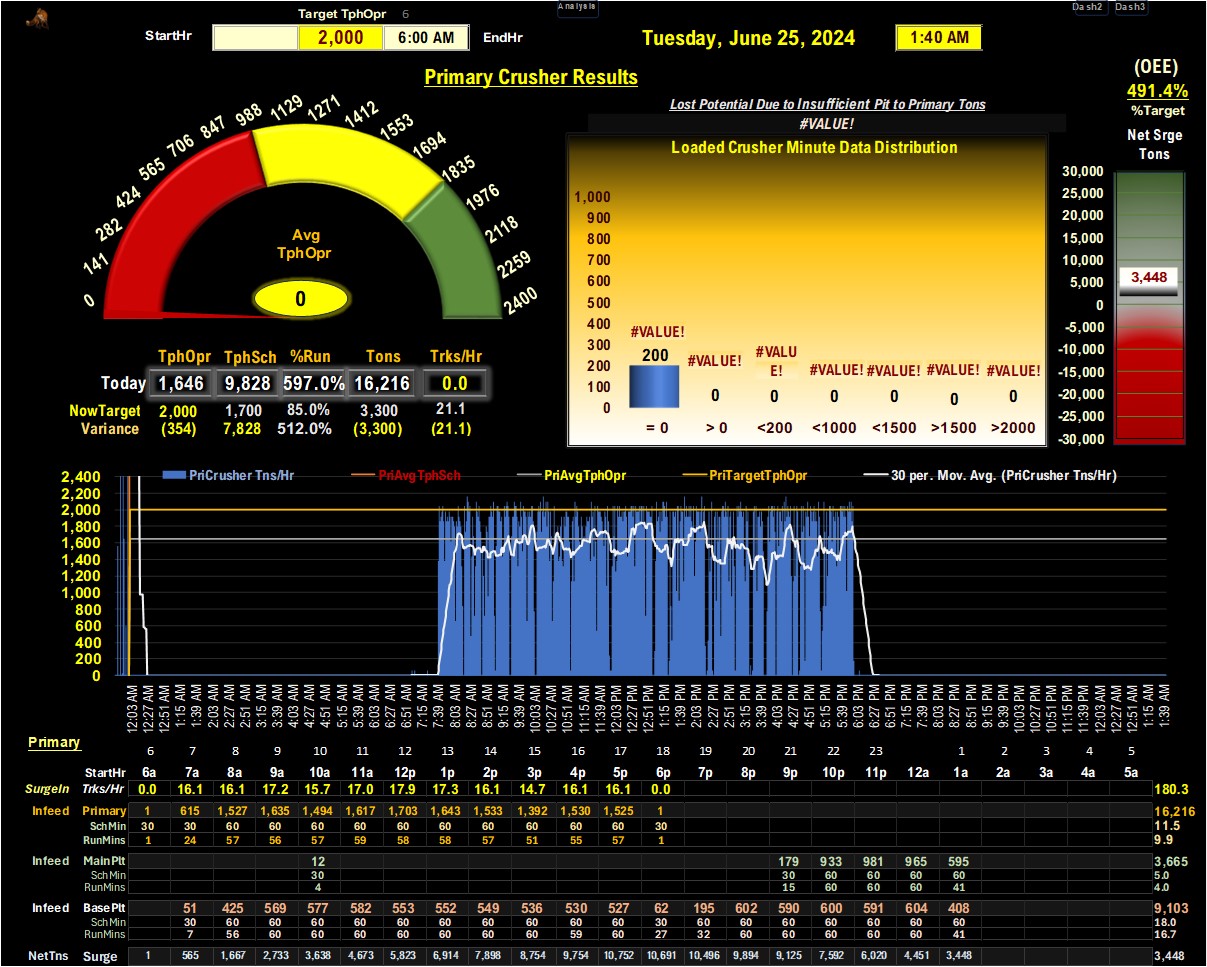 Target TphOpr 6
Analysis
Dash2 Dash3
StartHr 2,000 6:00 AM EndHr
Tuesday, June 25, 2024 1:40 AM
Primary Crusher Results
(OEE)
491.4%
%Target
Net Srge
Tons
0
141
282
424
565
706
847
988
1129
1271
1412
1553
1694
1835
1976
2118
2259
2400
Avg
TphOpr
0
Lost Potential Due to Insufficient Pit to Primary Tons
#VALUE!
Loaded Crusher Minute Data Distribution
1,000
900
800
700
600
500
400
300
200
100
0
#VALUE! #VALUE! #VALU
E! #VALUE! #VALUE! #VALUE! #VALUE!
200 0 0 0 0 0 0
= 0 > 0 <200 <1000 <1500 >1500 >2000
30,000
25,000
20,000
15,000
10,000
5,000
0
-5,000
-10,000
-15,000
-20,000
-25,000
-30,000
3,448
TphOpr TphSch %Run Tons Trks/Hr
Today 1,646 9,828 597.0% 16,216 0.0
NowTarget 2,000 1,700 85.0% 3,300 21.1
Variance (354) 7,828 512.0% (3,300) (21.1)
PriCrusher Tns/Hr PriAvgTphSch PriAvgTphOpr PriTargetTphOpr 30 per. Mov. Avg. (PriCrusher Tns/Hr)
2,400
2,200
2,000
1,800
1,600
1,400
1,200
1,000
800
600
400
200
0
12:03 AM
12:27 AM
12:51 AM
1:15 AM
1:39 AM
2:03 AM
2:27 AM
2:51 AM
3:15 AM
3:39 AM
4:03 AM
4:27 AM
4:51 AM
5:15 AM
5:39 AM
6:03 AM
6:27 AM
6:51 AM
7:15 AM
7:39 AM
8:03 AM
8:27 AM
8:51 AM
9:15 AM
9:39 AM
10:03 AM
10:27 AM
10:51 AM
11:15 AM
11:39 AM
12:03 PM
12:27 PM
12:51 PM
1:15 PM
1:39 PM
2:03 PM
2:27 PM
2:51 PM
3:15 PM
3:39 PM
4:03 PM
4:27 PM
4:51 PM
5:15 PM
5:39 PM
6:03 PM
6:27 PM
6:51 PM
7:15 PM
7:39 PM
8:03 PM
8:27 PM
8:51 PM
9:15 PM
9:39 PM
10:03 PM
10:27 PM
10:51 PM
11:15 PM
11:39 PM
12:03 AM
12:27 AM
12:51 AM
1:15 AM
1:39 AM
Primary
6 7 8 9 10 11 12 13 14 15 16 17 18 19 20 21 22 23 1 2 3 4 5
StartHr 6a 7a 8a 9a 10a 11a 12p 1p 2p 3p 4p 5p 6p 7p 8p 9p 10p 11p 12a 1a 2a 3a 4a 5a
SurgeIn Trks/Hr 0.0 16.1 16.1 17.2 15.7 17.0 17.9 17.3 16.1 14.7 16.1 16.1 0.0 180.3
Infeed Primary 1 615 1,527 1,635 1,494 1,617 1,703 1,643 1,533 1,392 1,530 1,525 1 16,216
SchMin 30 30 60 60 60 60 60 60 60 60 60 60 30 11.5
RunMins 1 24 57 56 57 59 58 58 57 51 55 57 1 9.9
Infeed MainPlt 12 179 933 981 965 595 3,665
SchMin 30 30 60 60 60 60 5.0
RunMins 4 15 60 60 60 41 4.0
Infeed BasePlt 51 425 569 577 582 553 552 549 536 530 527 62 195 602 590 600 591 604 408 9,103
SchMin 30 60 60 60 60 60 60 60 60 60 60 30 60 60 60 60 60 60 60 18.0
RunMins 7 56 60 60 60 60 60 60 60 59 60 27 32 60 60 60 60 60 41 16.7
NetTns Surge 1 565 1,667 2,733 3,638 4,673 5,823 6,914 7,898 8,754 9,754 10,752 10,691 10,496 9,894 9,125 7,592 6,020 4,451 3,448 3,448